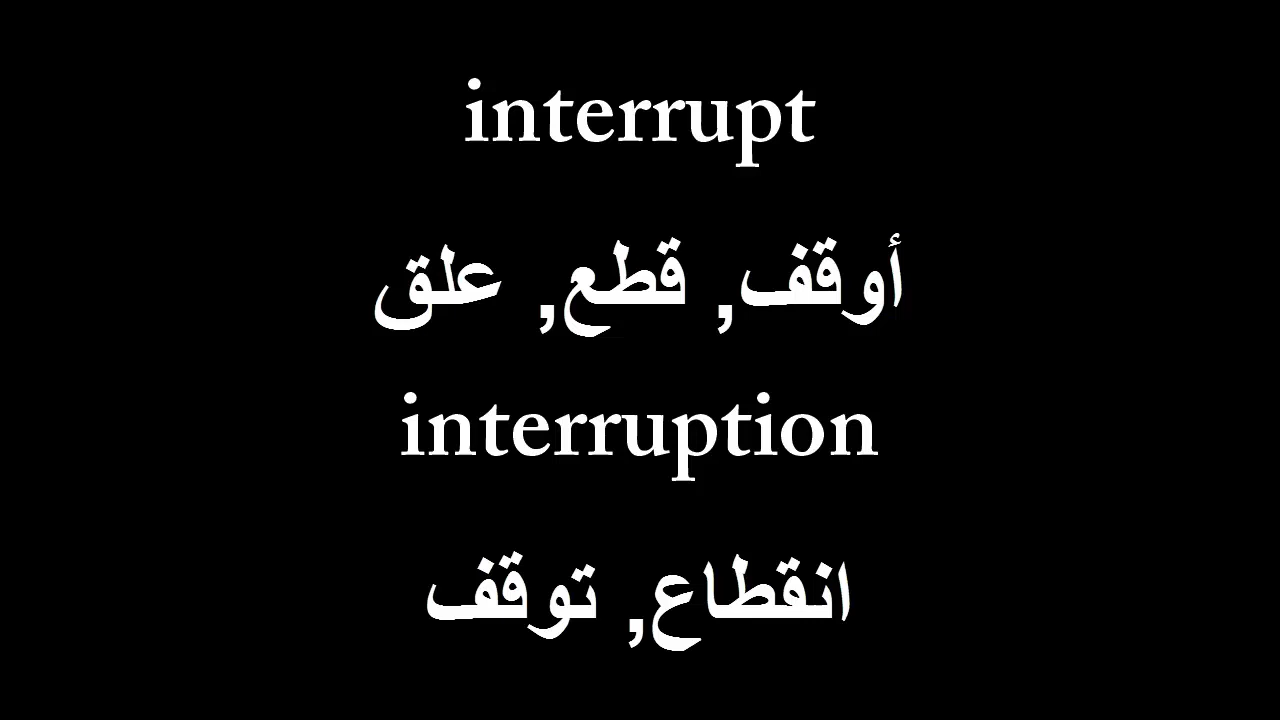 interrupt
أوقف, قطع, علق
interruption
انقطاع, توقف